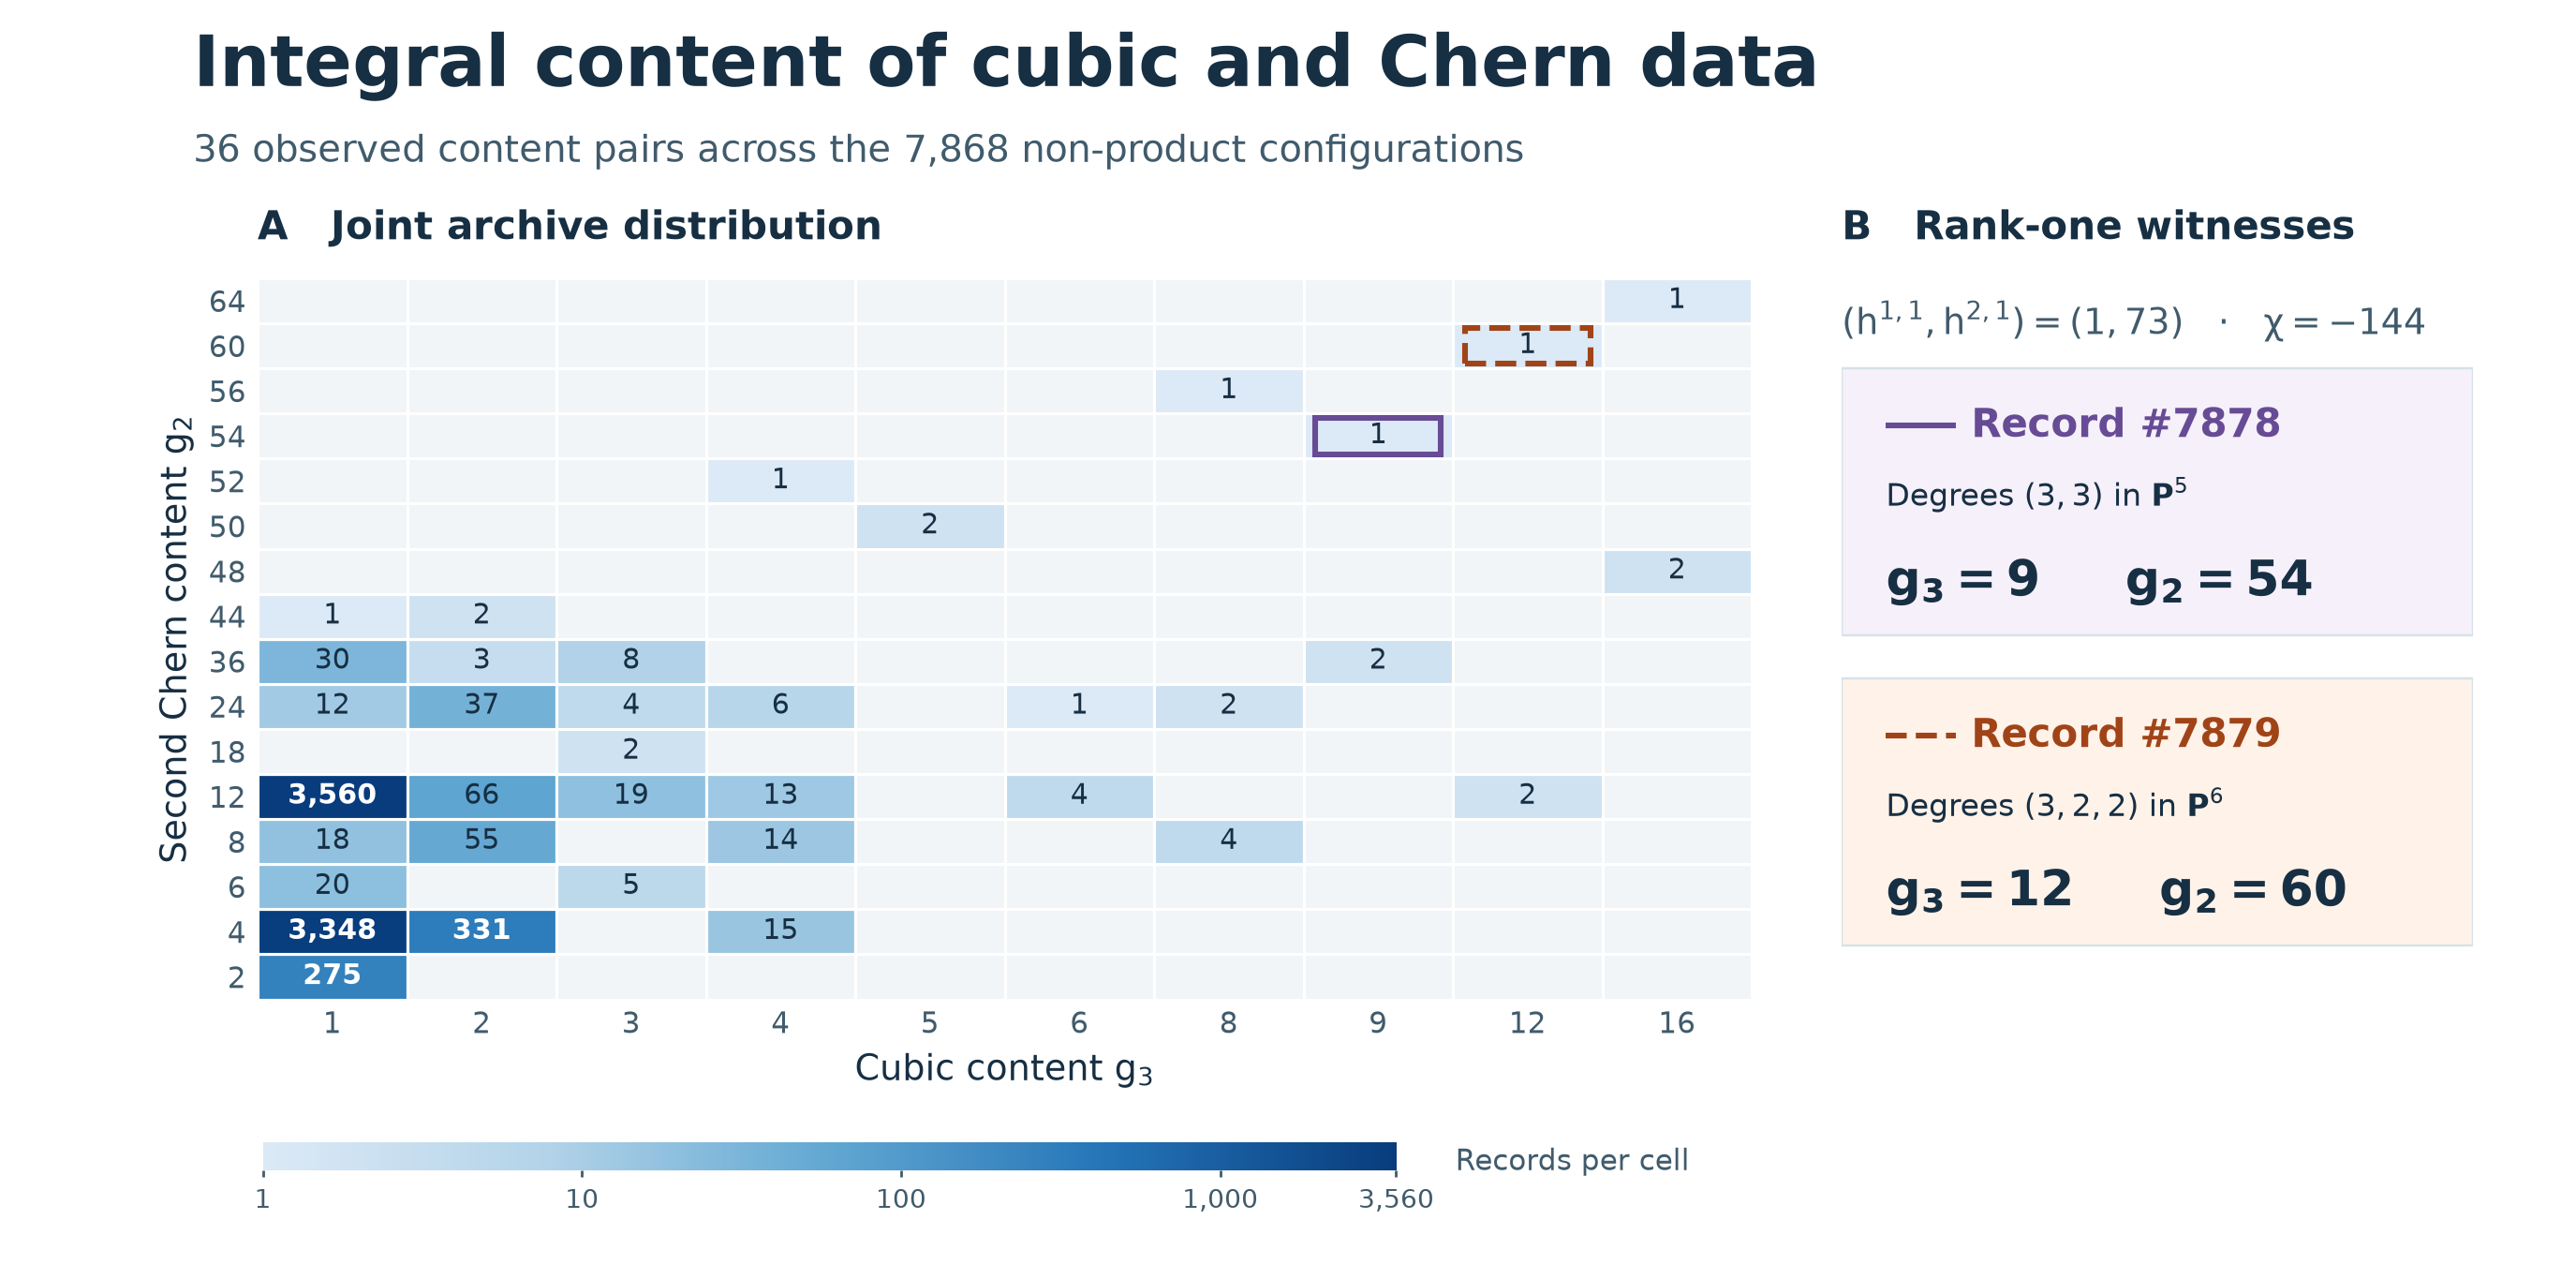 Integral content of cubic and Chern data
36 observed content pairs across the 7,868 non-product configurations
A Joint archive distribution
Second Chern content g₂
64 1
60 1
56 1
54 1
52 1
50 2
48 2
44 1 2
36 30 3 8 2
24 12 37 4 6 1 2
18 2
12 3,560 66 19 13 4 2
8 18 55 14 4
6 20 5
4 3,348 331 15
2 275
1 2 3 4 5 6 8 9 12 16
Cubic content g₃
1 10 100 1,000 3,560
Records per cell
B Rank-one witnesses
(h¹,¹, h²,¹) = (1, 73) · χ = −144
Record #7878
Degrees (3, 3) in P⁵
g₃ = 9 g₂ = 54
Record #7879
Degrees (3, 2, 2) in P⁶
g₃ = 12 g₂ = 60